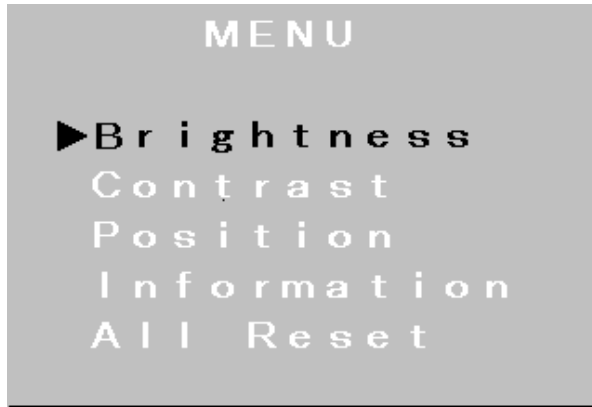 MENU
▶Brightness
Contrast
Position
Information
All Reset